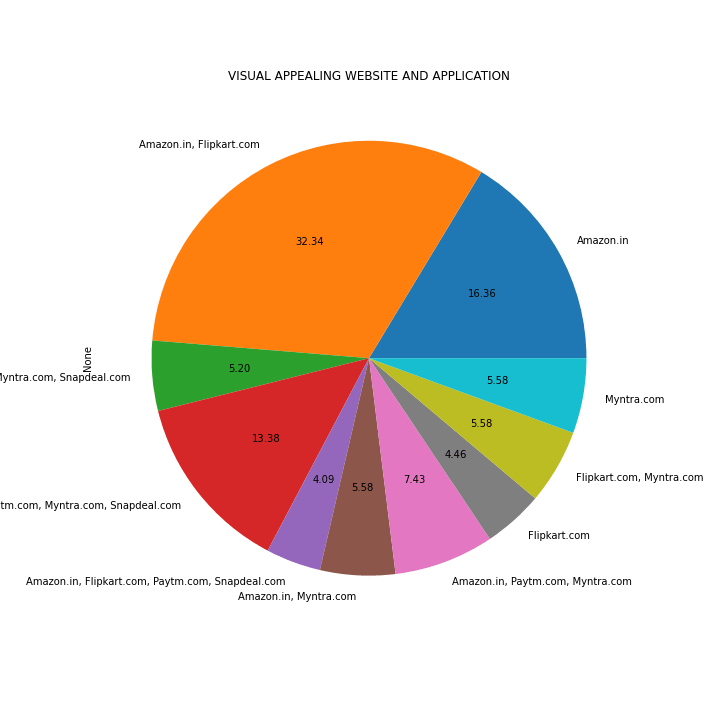 VISUAL APPEALING WEBSITE AND APPLICATION
Amazon.in, Flipkart.com
32.34
Amazon.in
16.36
None
Myntra.com, Snapdeal.com
5.20
5.58
Myntra.com
13.38
4.09
5.58
7.43
4.46
5.58
Flipkart.com, Myntra.com
Myntra.com, Snapdeal.com
Flipkart.com
Amazon.in, Flipkart.com, Paytm.com, Snapdeal.com
Amazon.in, Myntra.com
Amazon.in, Paytm.com, Myntra.com